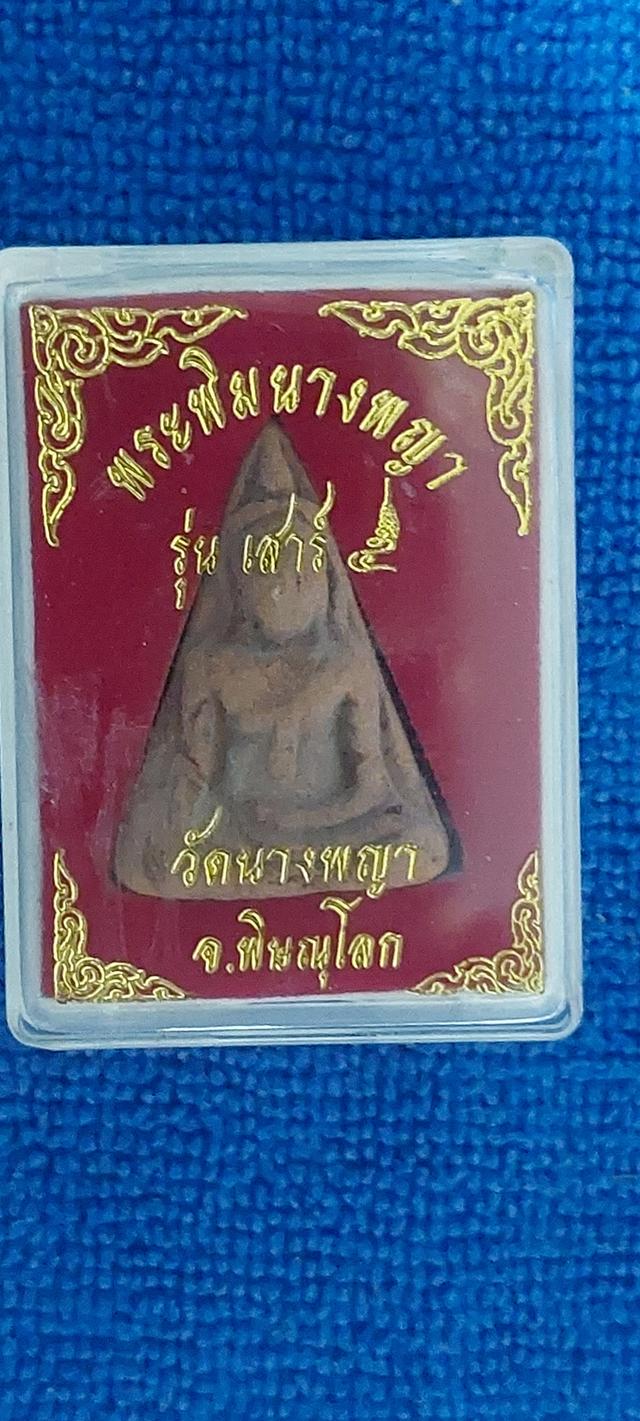 พระพิมนางพญา
รุ่น เสาร์ ๕
วัดนางพญา
จ.พิษณุโลก